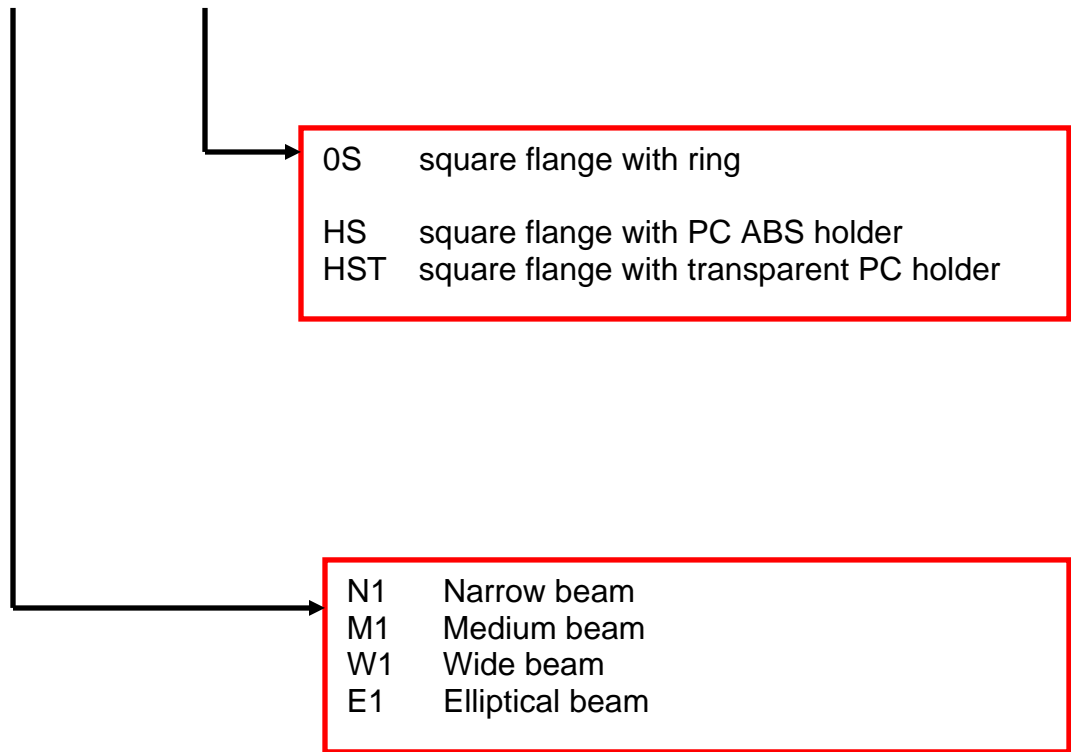 0S square flange with ring
HS square flange with PC ABS holder
HST square flange with transparent PC holder
N1 Narrow beam
M1 Medium beam
W1 Wide beam
E1 Elliptical beam